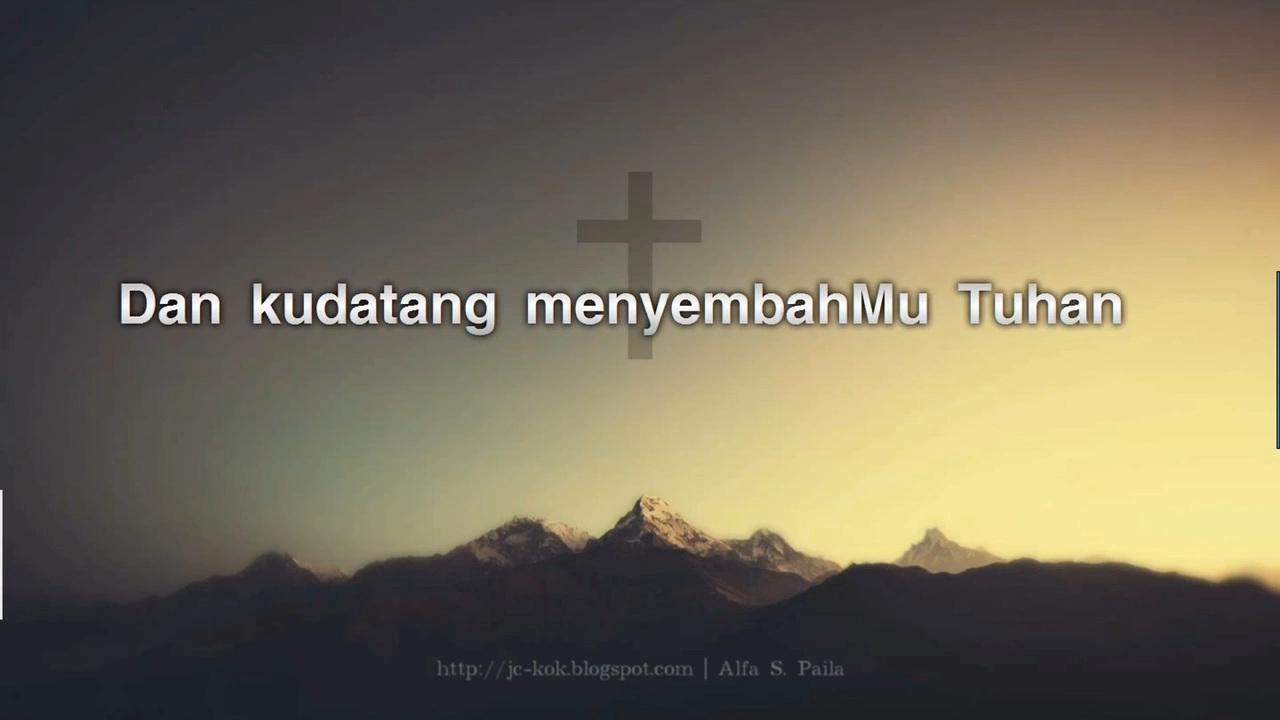 Dan kudatang menyembahMu Tuhan
http://jc-kok.blogspot.com | Alfa S. Paila